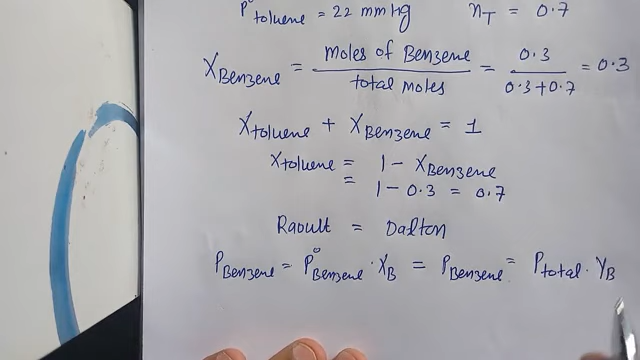 P°toluene = 22 mm Hg nT = 0.7
XBenzene = moles of Benzene / total moles = 0.3 / 0.3+0.7 = 0.3
Xtoluene + XBenzene = 1
Xtoluene = 1 - XBenzene
= 1 - 0.3 = 0.7
Raoult = Dalton
PBenzene = P°Benzene · XB = PBenzene = Ptotal · YB